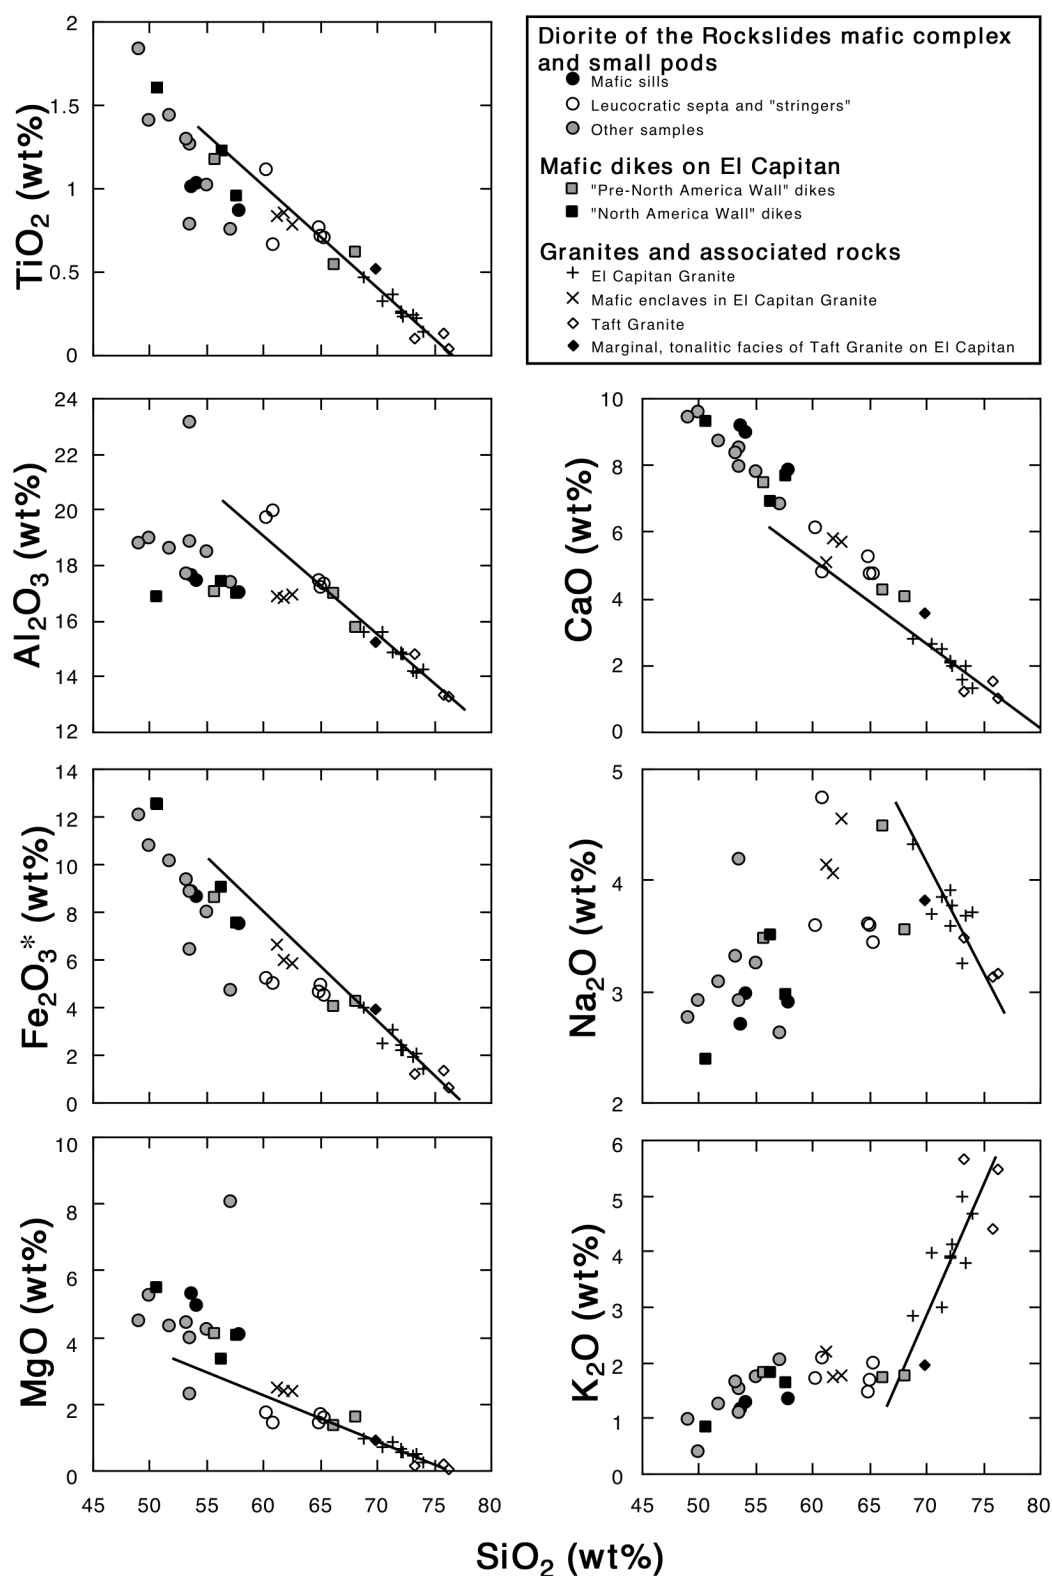 2
1.5
1
0.5
0
TiO2 (wt%)
Diorite of the Rockslides mafic complex
and small pods
Mafic sills
Leucocratic septa and "stringers"
Other samples
Mafic dikes on El Capitan
"Pre-North America Wall" dikes
"North America Wall" dikes
Granites and associated rocks
El Capitan Granite
Mafic enclaves in El Capitan Granite
Taft Granite
Marginal, tonalitic facies of Taft Granite on El Capitan
24
22
20
18
16
14
12
Al2O3 (wt%)
10
8
6
4
2
0
CaO (wt%)
14
12
10
8
6
4
2
0
Fe2O3* (wt%)
5
4
3
2
Na2O (wt%)
10
8
6
4
2
0
MgO (wt%)
45 50 55 60 65 70 75 80
6
5
4
3
2
1
0
K2O (wt%)
45 50 55 60 65 70 75 80
SiO2 (wt%)